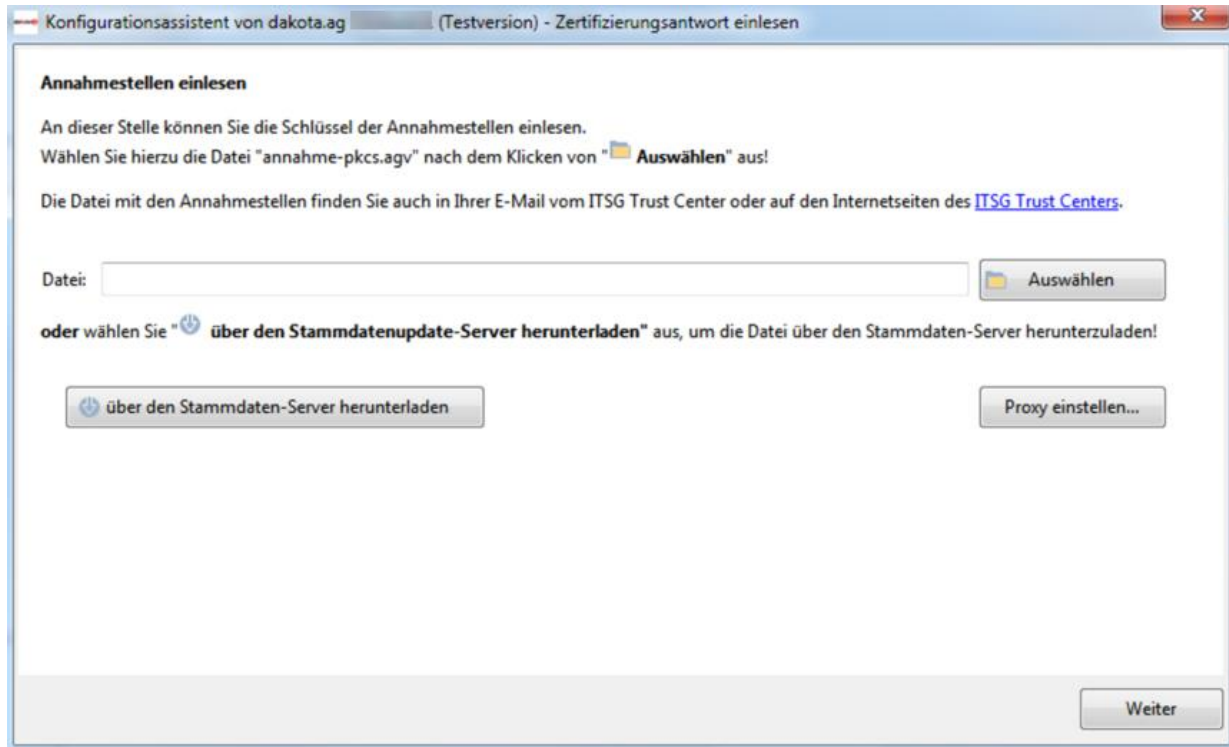 Konfigurationsassistent von dakota.ag (Testversion) - Zertifizierungsantwort einlesen
Annahmestellen einlesen
An dieser Stelle können Sie die Schlüssel der Annahmestellen einlesen.
Wählen Sie hierzu die Datei "annahme-pkcs.agv" nach dem Klicken von " Auswählen" aus!
Die Datei mit den Annahmestellen finden Sie auch in Ihrer E-Mail vom ITSG Trust Center oder auf den Internetseiten des ITSG Trust Centers.
Datei: Auswählen
oder wählen Sie " über den Stammdatenupdate-Server herunterladen" aus, um die Datei über den Stammdaten-Server herunterzuladen!
über den Stammdaten-Server herunterladen Proxy einstellen...
Weiter